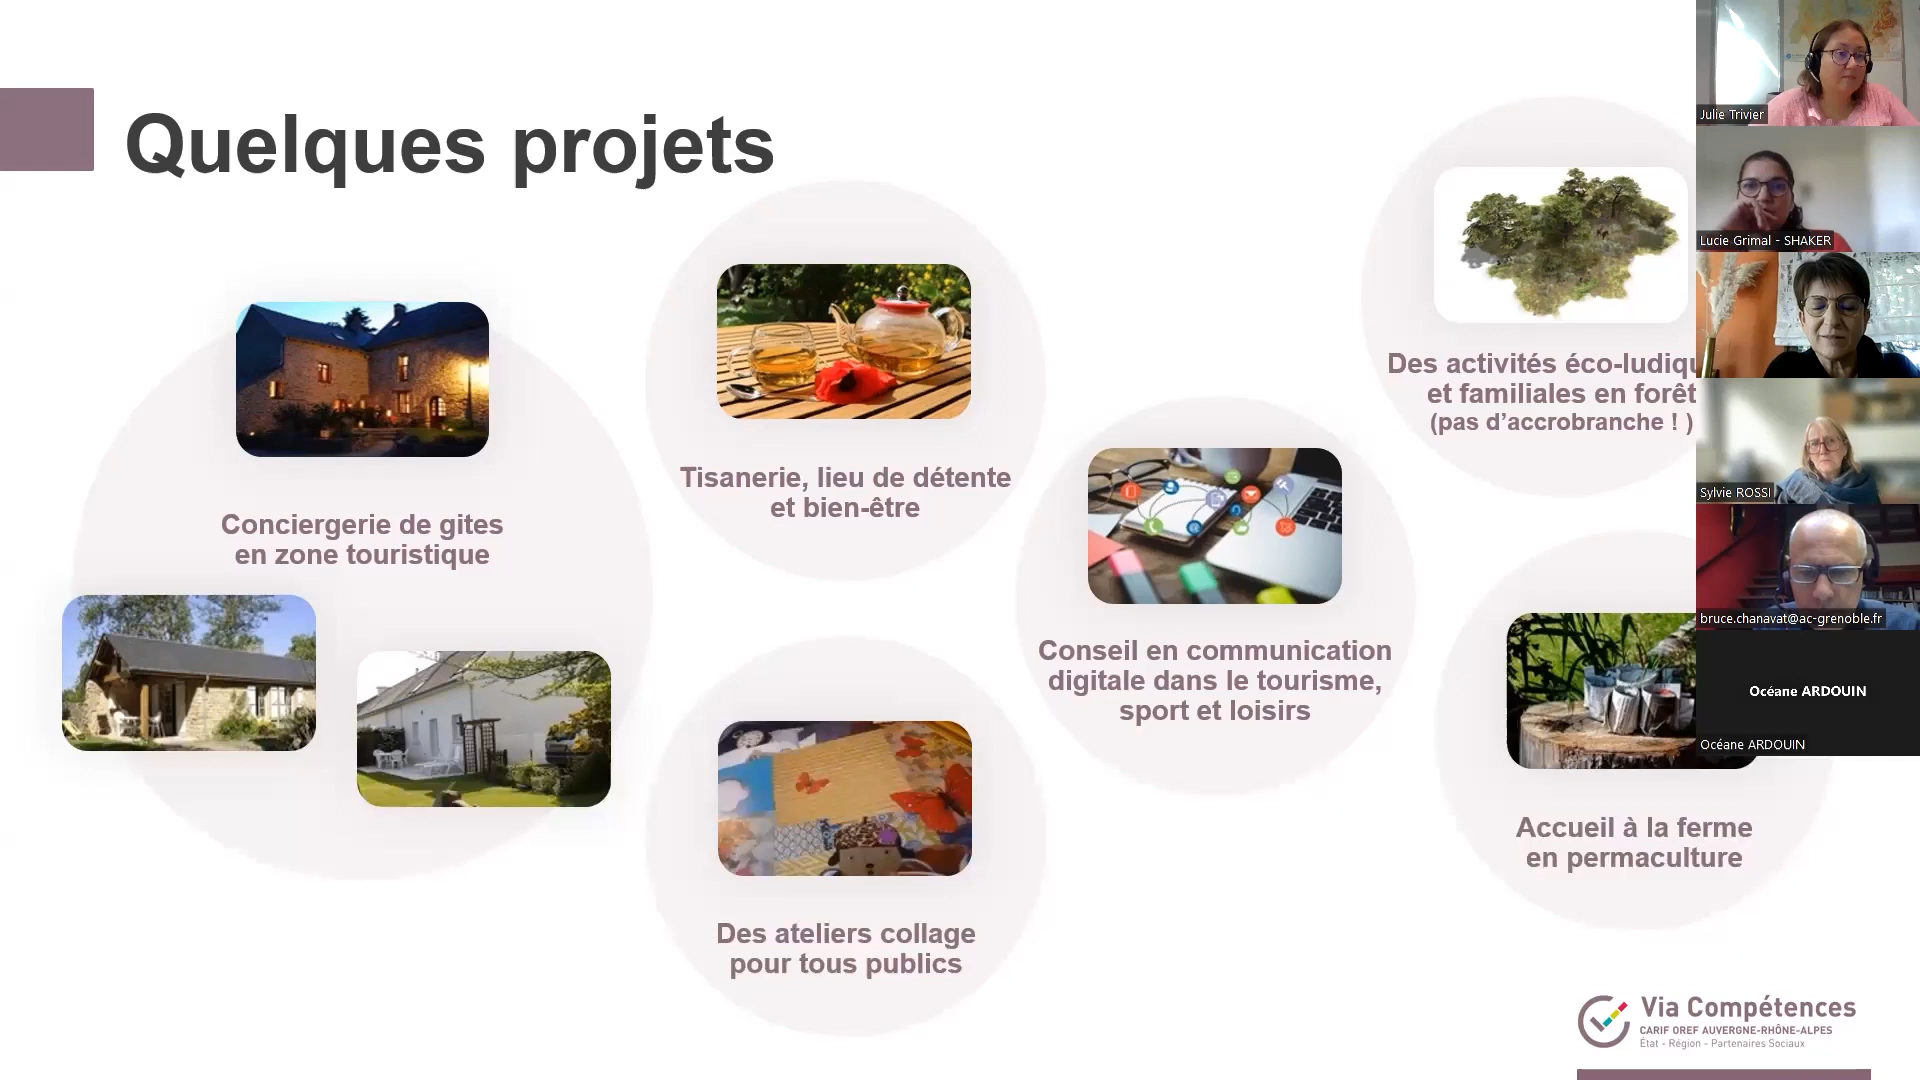 Quelques projets
Conciergerie de gites
en zone touristique
Tisanerie, lieu de détente
et bien-être
Des ateliers collage
pour tous publics
Conseil en communication
digitale dans le tourisme,
sport et loisirs
Des activités éco-ludiqu
et familiales en forêt
(pas d’accrobranche ! )
Accueil à la ferme
en permaculture
Julie Trivier
Lucie Grimal - SHAKER
Sylvie ROSSI
bruce.chanavat@ac-grenoble.fr
Océane ARDOUIN
Océane ARDOUIN
Via Compétences
CARIF OREF AUVERGNE-RHÔNE-ALPES
État - Région - Partenaires Sociaux